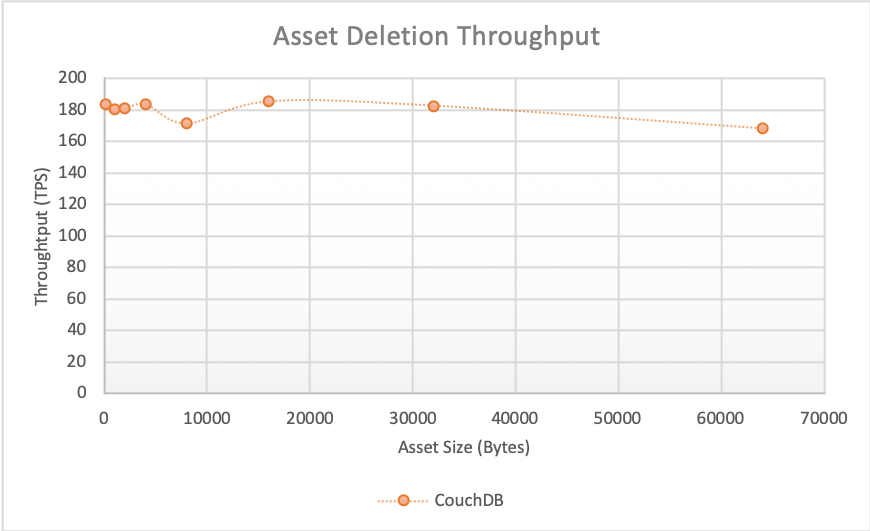 Asset Deletion Throughput
200
180
160
140
120
100
80
60
40
20
0
Throughtput (TPS)
0 10000 20000 30000 40000 50000 60000 70000
Asset Size (Bytes)
CouchDB